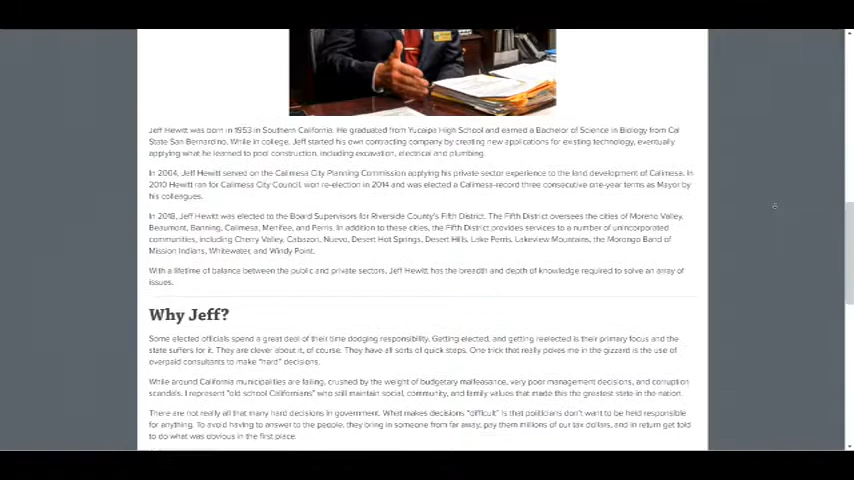 Jeff Hewitt was born in 1953 in Southern California. He graduated from Yucaipa High School and earned a Bachelor of Science in Biology from Cal
State San Bernardino. While in college, Jeff started his own contracting company by creating new applications for existing technology, eventually
applying what he learned to pool construction, including excavation, electrical and plumbing.
In 2004, Jeff Hewitt served on the Calimesa City Planning Commission applying his private sector experience to the land development of Calimesa. In
2010 Hewitt ran for Calimesa City Council, won re-election in 2014 and was elected a Calimesa-record three consecutive one-year terms as Mayor by
his colleagues.
In 2018, Jeff Hewitt was elected to the Board Supervisors for Riverside County's Fifth District. The Fifth District oversees the cities of Moreno Valley,
Beaumont, Banning, Calimesa, Menifee, and Perris. In addition to these cities, the Fifth District provides services to a number of unincorporated
communities, including Cherry Valley, Cabazon, Nuevo, Desert Hot Springs, Desert Hills, Lake Perris, Lakeview Mountains, the Morongo Band of
Mission Indians, Whitewater, and Windy Point.
With a lifetime of balance between the public and private sectors, Jeff Hewitt has the breadth and depth of knowledge required to solve an array of
issues.
Why Jeff?
Some elected officials spend a great deal of their time dodging responsibility. Getting elected, and getting reelected is their primary focus and the
state suffers for it. They are clever about it, of course. They have all sorts of quick steps. One trick that really pokes me in the gizzard is the use of
overpaid consultants to make "hard" decisions.
While around California municipalities are failing, crushed by the weight of budgetary malfeasance, very poor management decisions, and corruption
scandals. I represent "old school Californians" who still maintain social, community, and family values that made this the greatest state in the nation.
There are not really all that many hard decisions in government. What makes decisions "difficult" is that politicians don't want to be held responsible
for anything. To avoid having to answer to the people, they bring in someone from far away, pay them millions of our tax dollars, and in return get told
to do what was obvious in the first place.